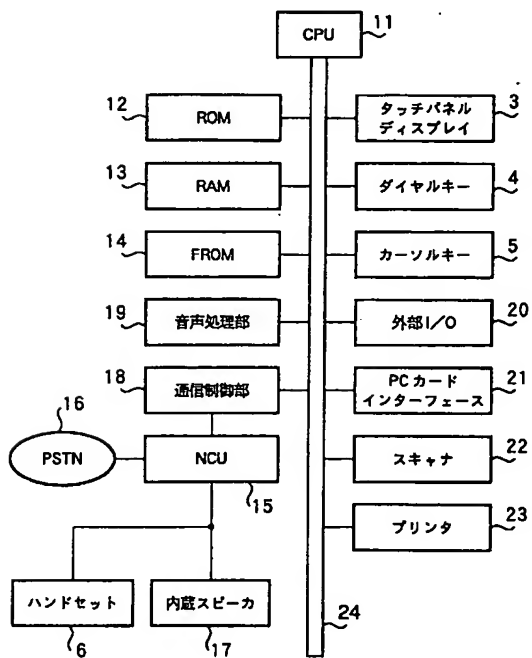 CPU
11
12
ROM
タッチパネル
ディスプレイ
3
13
RAM
ダイヤルキー
4
14
FROM
カーソルキー
5
19
音声処理部
外部I/O
20
18
通信制御部
PCカード
インターフェース
21
16
PSTN
NCU
15
スキャナ
22
プリンタ
23
ハンドセット
6
内蔵スピーカ
17
24